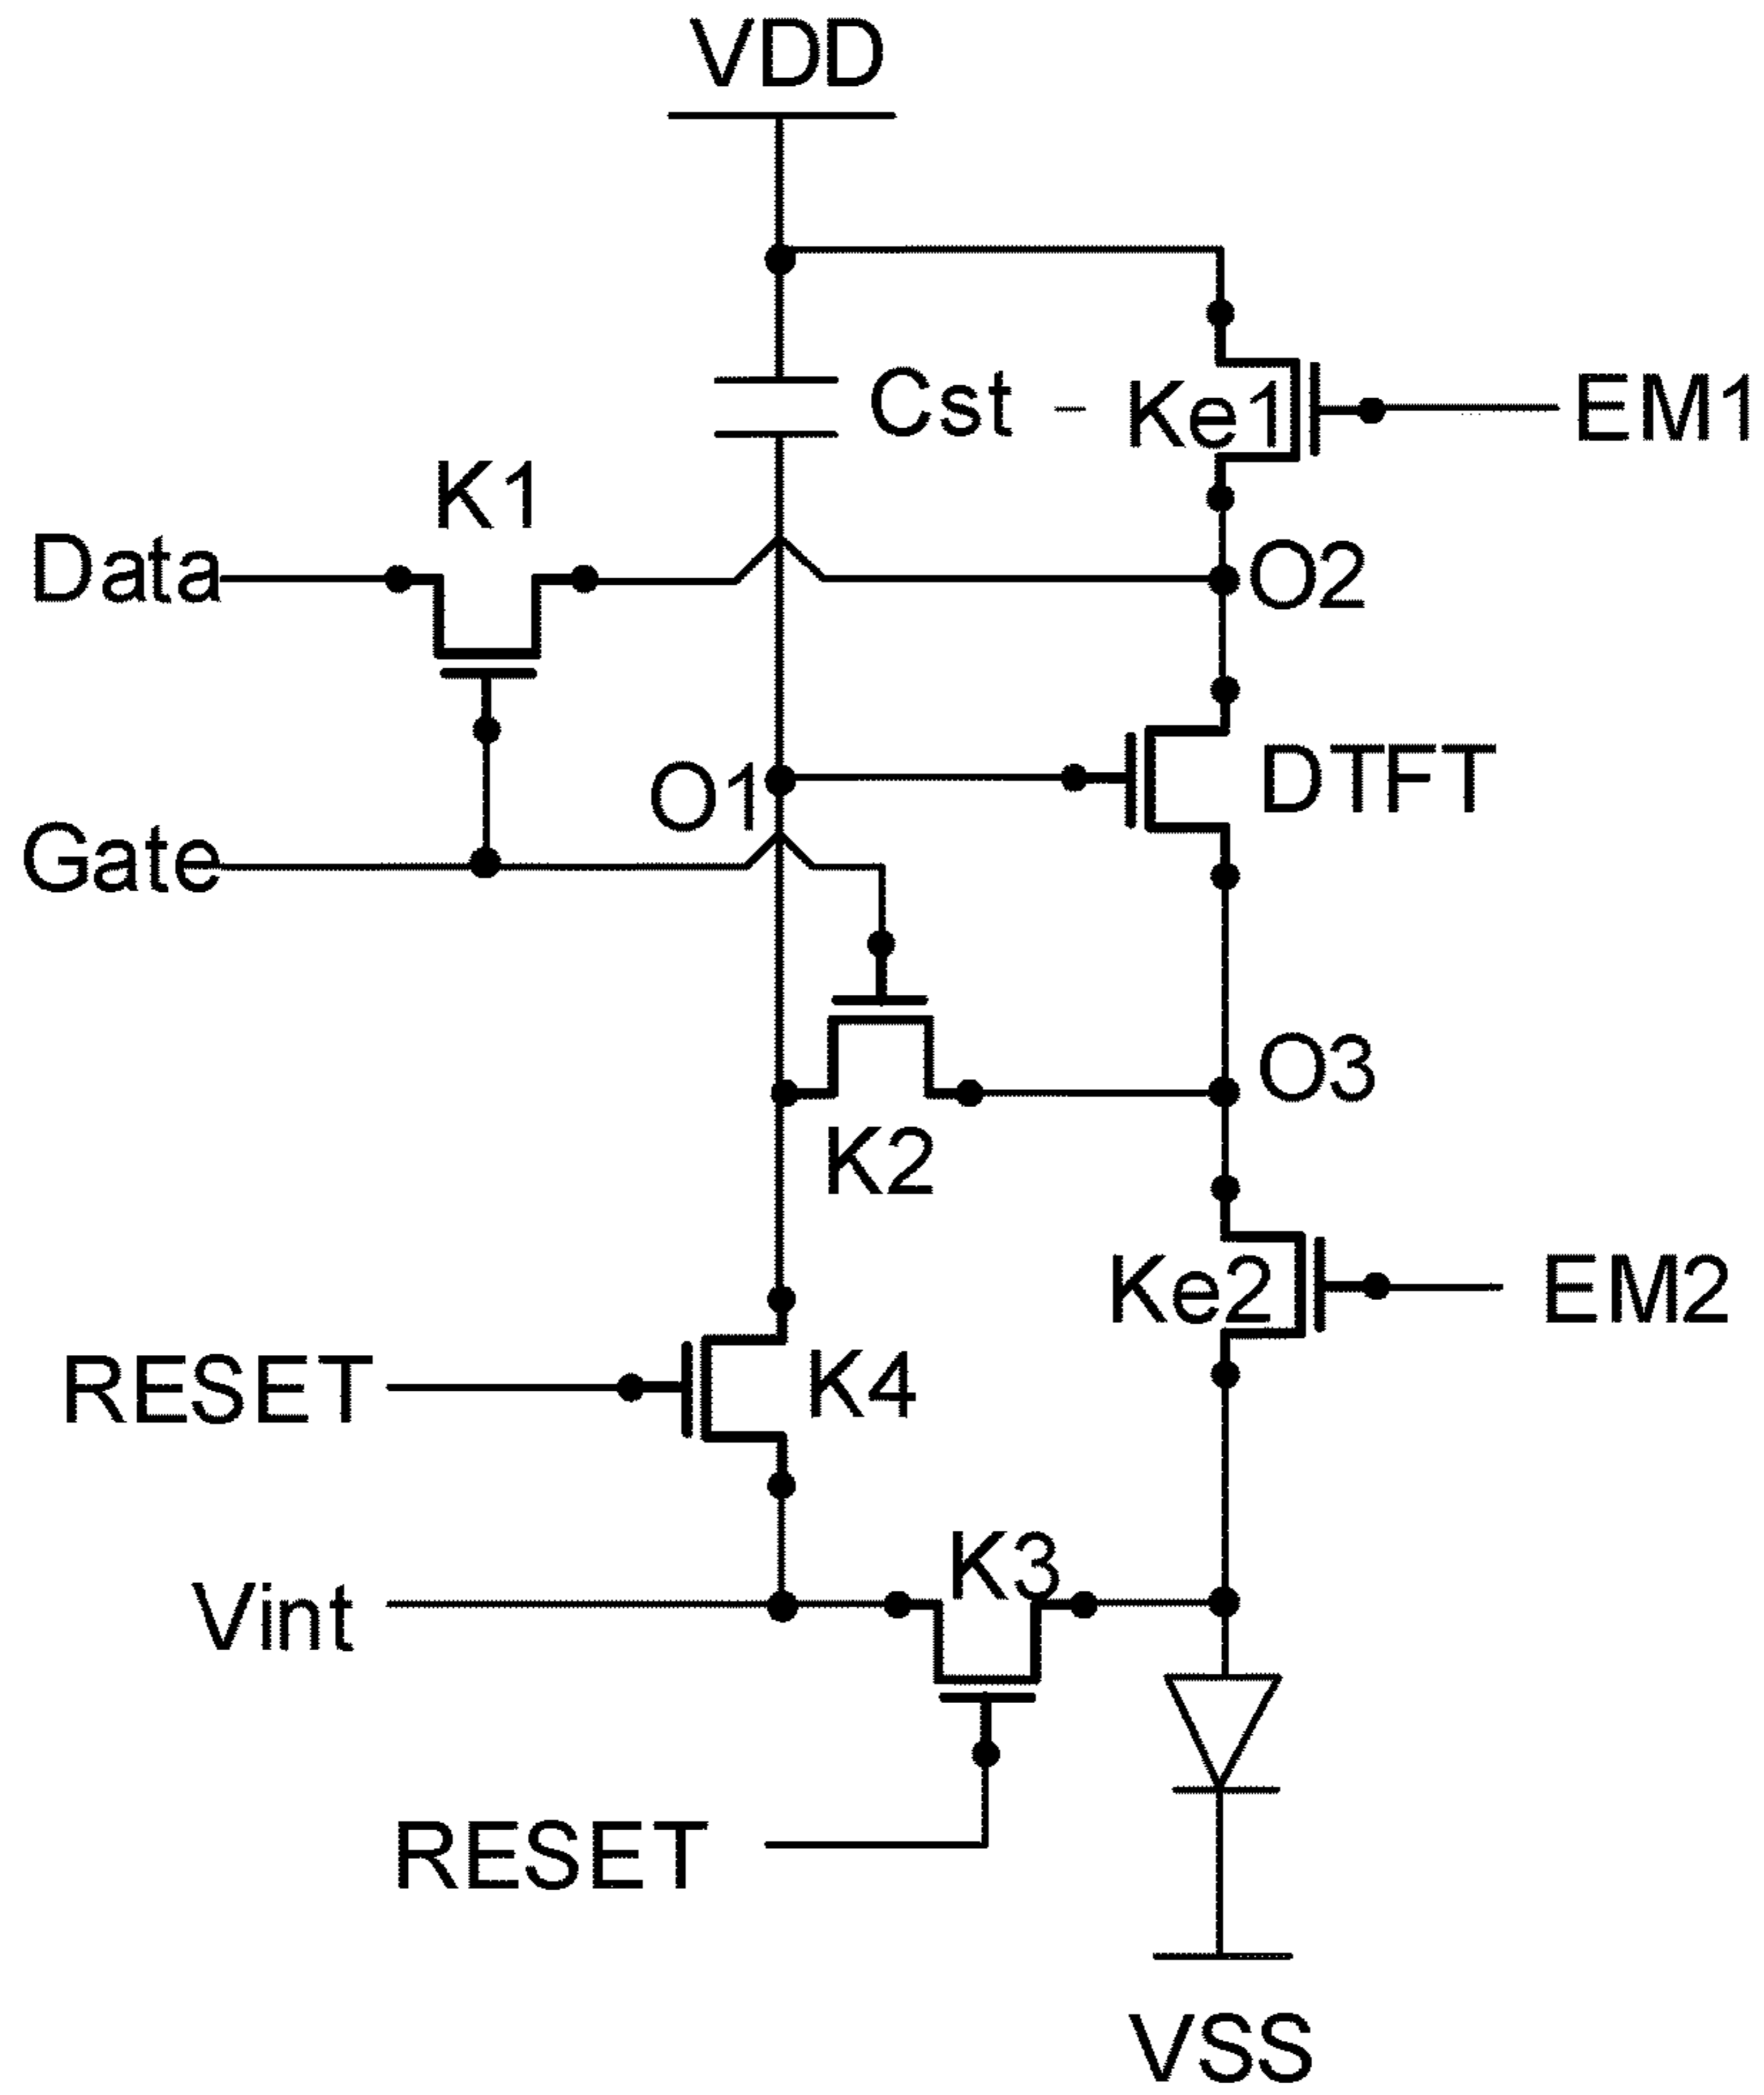 VDD
Cst - Ke1
EM1
K1
Data
O2
O1
DTFT
Gate
O3
K2
Ke2
EM2
RESET
K4
K3
Vint
RESET
VSS